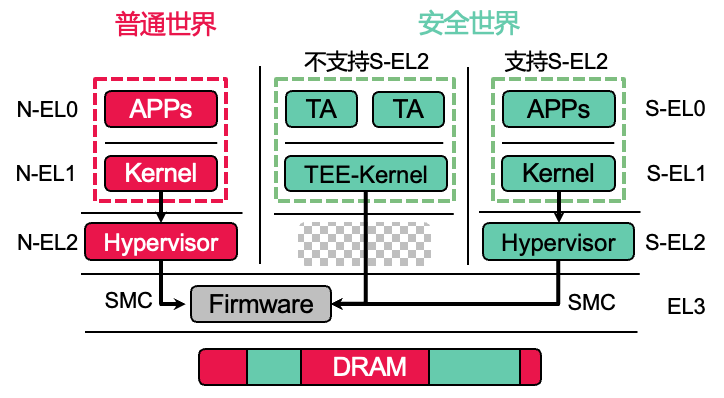 普通世界
安全世界
不支持S-EL2
支持S-EL2
N-EL0
APPs
TA
TA
APPs
S-EL0
N-EL1
Kernel
TEE-Kernel
Kernel
S-EL1
N-EL2
Hypervisor
Hypervisor
S-EL2
SMC
Firmware
SMC
EL3
DRAM